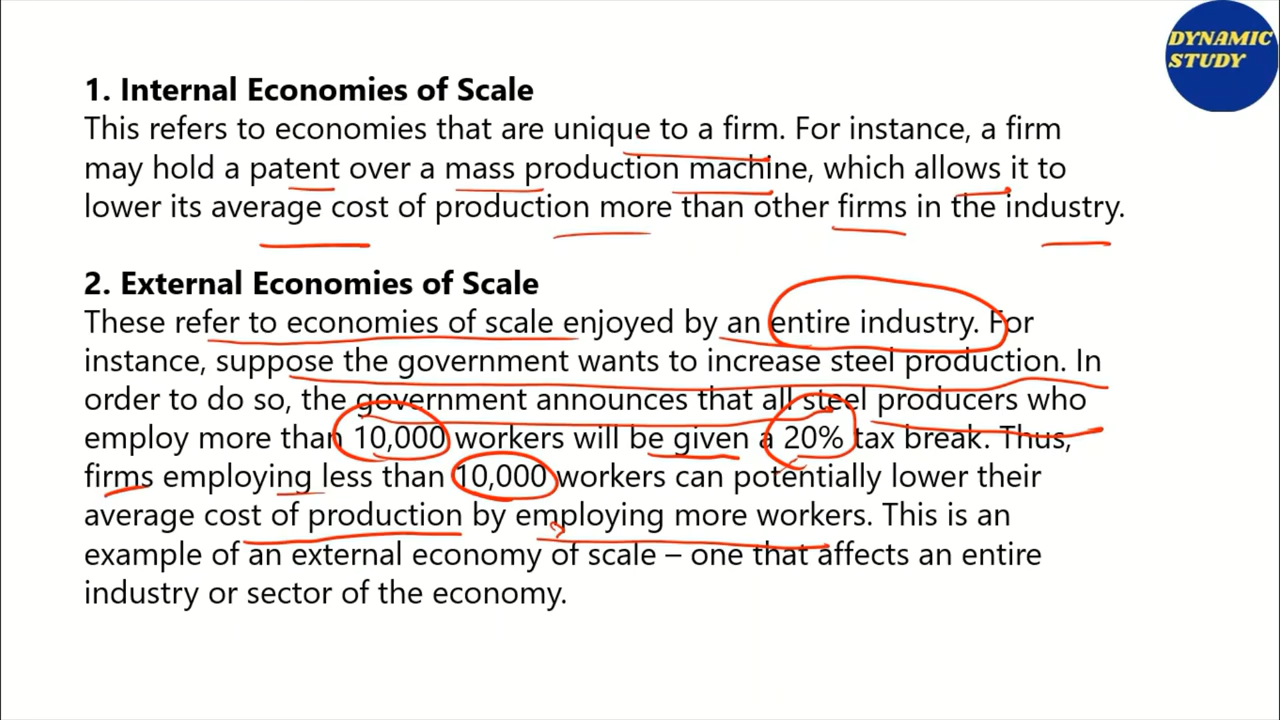 DYNAMIC
STUDY
1. Internal Economies of Scale
This refers to economies that are unique to a firm. For instance, a firm
may hold a patent over a mass production machine, which allows it to
lower its average cost of production more than other firms in the industry.
2. External Economies of Scale
These refer to economies of scale enjoyed by an entire industry. For
instance, suppose the government wants to increase steel production. In
order to do so, the government announces that all steel producers who
employ more than 10,000 workers will be given a 20% tax break. Thus,
firms employing less than 10,000 workers can potentially lower their
average cost of production by employing more workers. This is an
example of an external economy of scale – one that affects an entire
industry or sector of the economy.